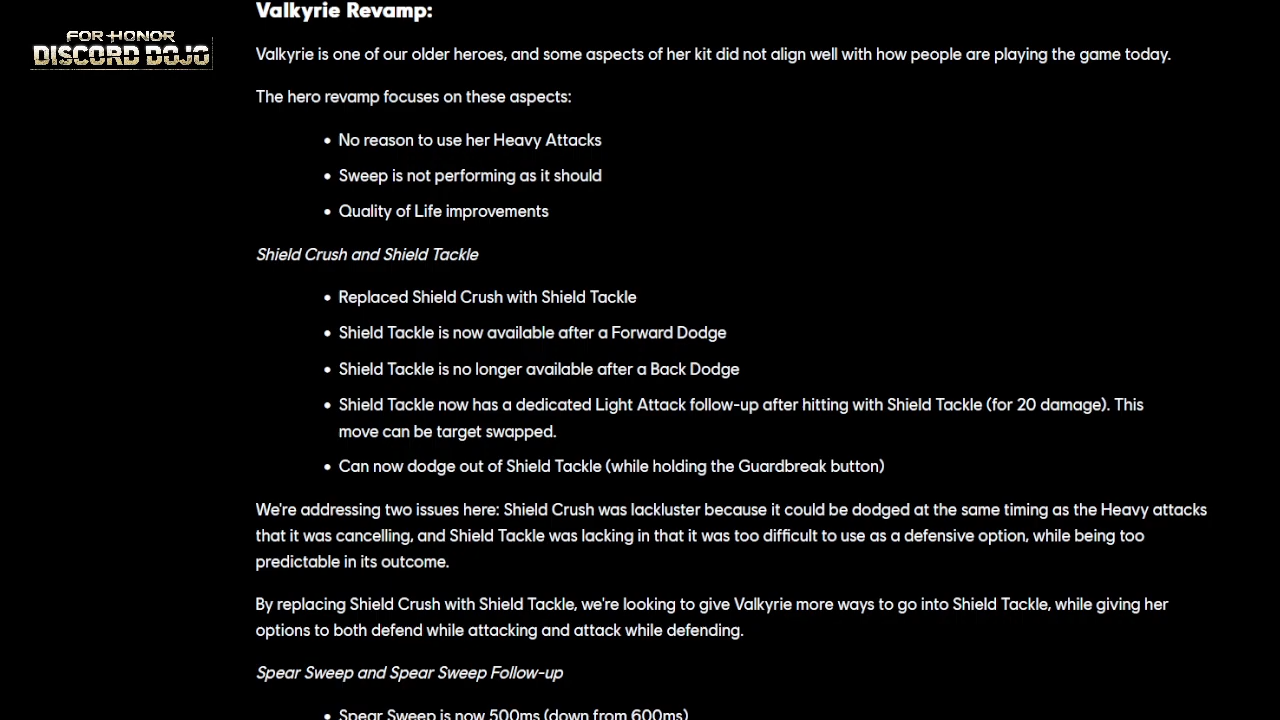 FOR HONOR
DISCORD DOJO
Valkyrie Revamp:
Valkyrie is one of our older heroes, and some aspects of her kit did not align well with how people are playing the game today.
The hero revamp focuses on these aspects:
• No reason to use her Heavy Attacks
• Sweep is not performing as it should
• Quality of Life improvements
Shield Crush and Shield Tackle
• Replaced Shield Crush with Shield Tackle
• Shield Tackle is now available after a Forward Dodge
• Shield Tackle is no longer available after a Back Dodge
• Shield Tackle now has a dedicated Light Attack follow-up after hitting with Shield Tackle (for 20 damage). This
move can be target swapped.
• Can now dodge out of Shield Tackle (while holding the Guardbreak button)
We're addressing two issues here: Shield Crush was lackluster because it could be dodged at the same timing as the Heavy attacks
that it was cancelling, and Shield Tackle was lacking in that it was too difficult to use as a defensive option, while being too
predictable in its outcome.
By replacing Shield Crush with Shield Tackle, we're looking to give Valkyrie more ways to go into Shield Tackle, while giving her
options to both defend while attacking and attack while defending.
Spear Sweep and Spear Sweep Follow-up
• Spear Sweep is now 500ms (down from 600ms)